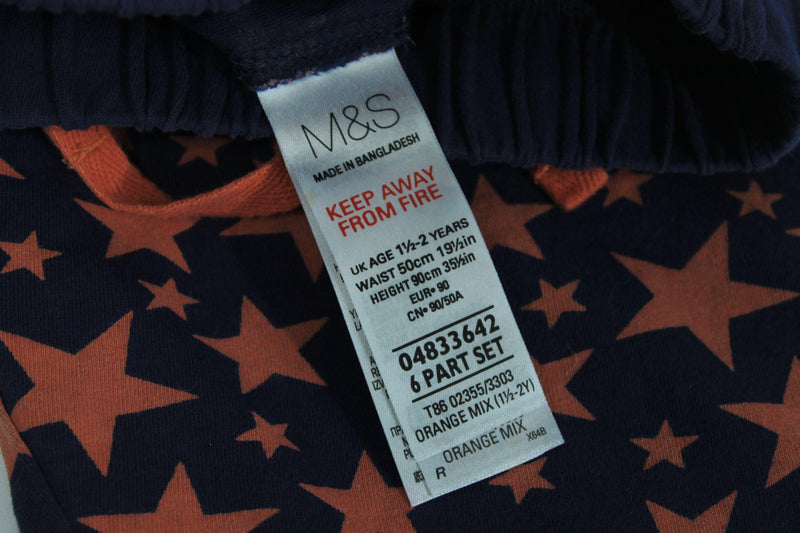 M&S
MADE IN BANGLADESH
KEEP AWAY
FROM FIRE
UK AGE 1½-2 YEARS
WAIST 50cm 19½in
HEIGHT 90cm 35½in
EUR• 90
CN• 90/50A
04833642
6 PART SET
T86 02355/3303
ORANGE MIX (1½-2Y)
ORANGE MIX
X64B
R